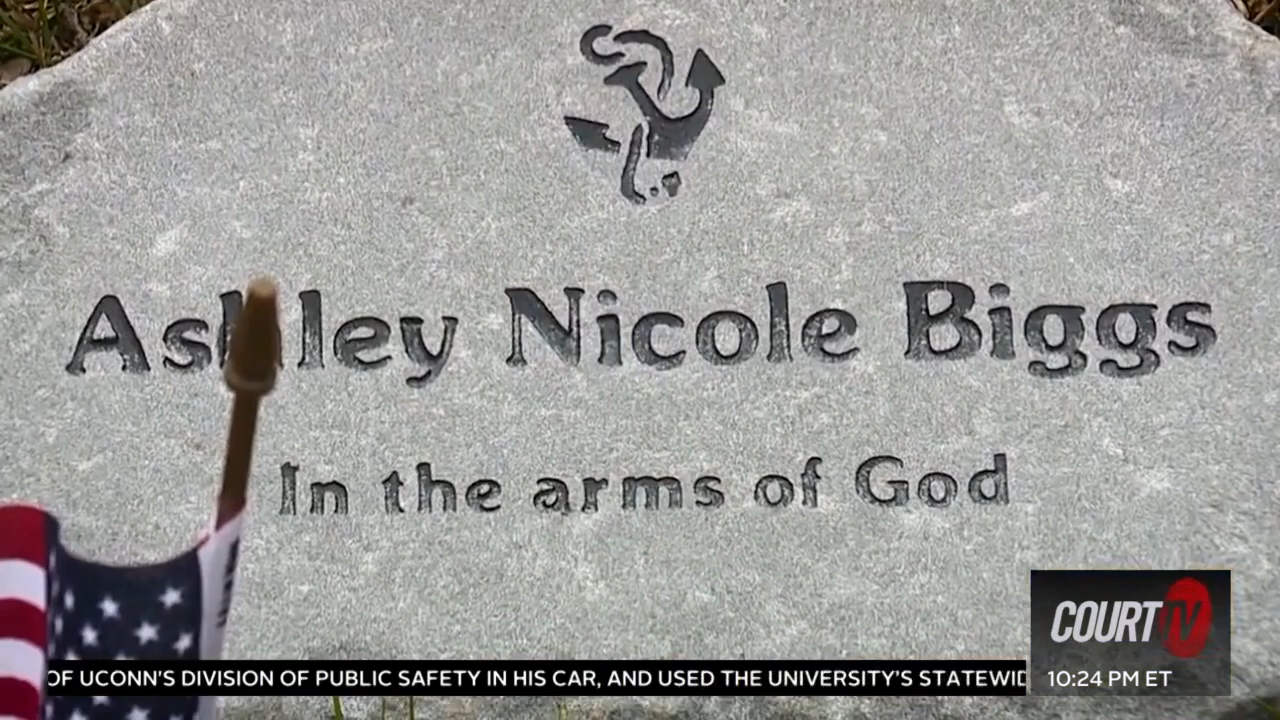 Ashley Nicole Biggs
In the arms of God
COURT TV
OF UCONN'S DIVISION OF PUBLIC SAFETY IN HIS CAR, AND USED THE UNIVERSITY'S STATEWID
10:24 PM ET